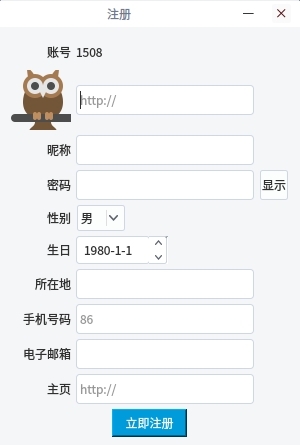 注册
账号 1508
http://
昵称
密码 显示
性别 男
生日 1980-1-1
所在地
手机号码 86
电子邮箱
主页 http://
立即注册